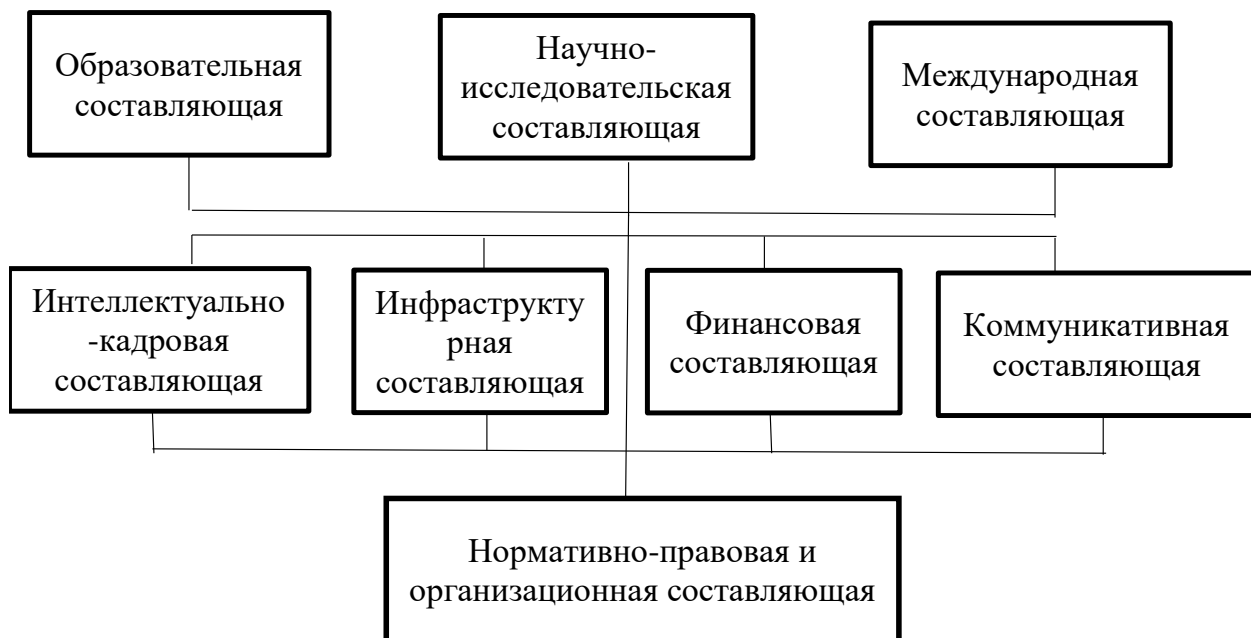 Образовательная
составляющая
Научно-
исследовательская
составляющая
Международная
составляющая
Интеллектуально
-кадровая
составляющая
Инфраструкту
рная
составляющая
Финансовая
составляющая
Коммуникативная
составляющая
Нормативно-правовая и
организационная составляющая